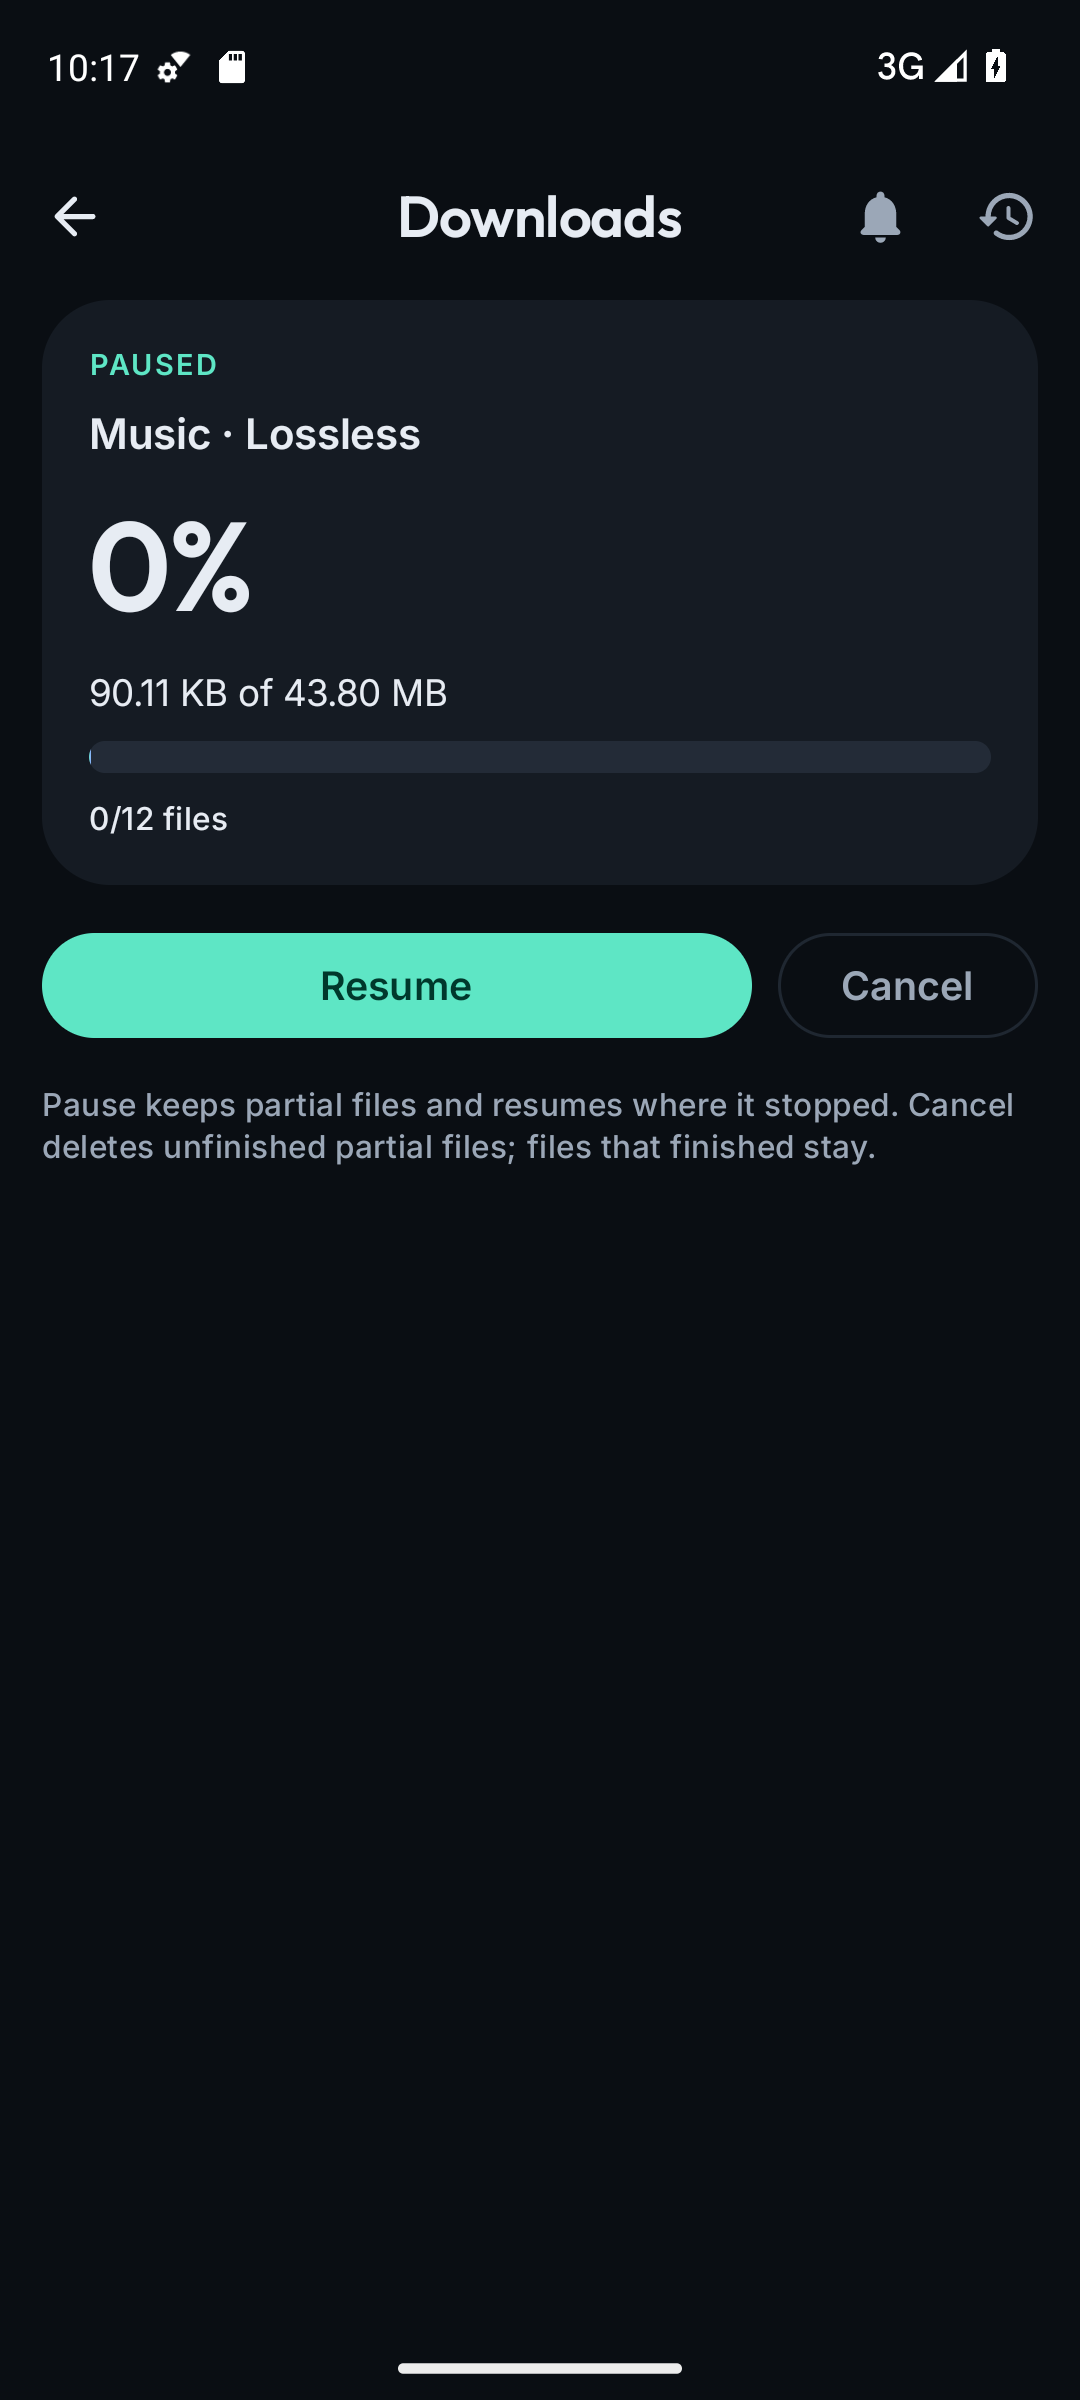 10:17
3G
Downloads
PAUSED
Music · Lossless
0%
90.11 KB of 43.80 MB
0/12 files
Resume
Cancel
Pause keeps partial files and resumes where it stopped. Cancel
deletes unfinished partial files; files that finished stay.